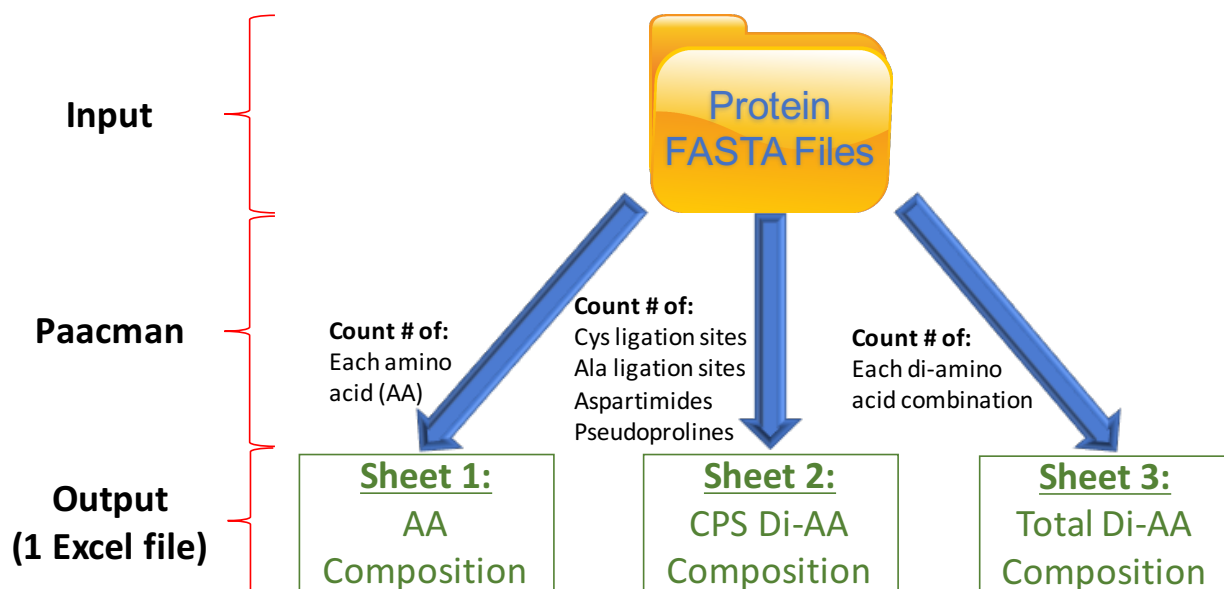 Input
Protein
FASTA Files
Paacman
Count # of:
Each amino
acid (AA)
Count # of:
Cys ligation sites
Ala ligation sites
Aspartimides
Pseudoprolines
Count # of:
Each di-amino
acid combination
Output
(1 Excel file)
Sheet 1:
AA
Composition
Sheet 2:
CPS Di-AA
Composition
Sheet 3:
Total Di-AA
Composition